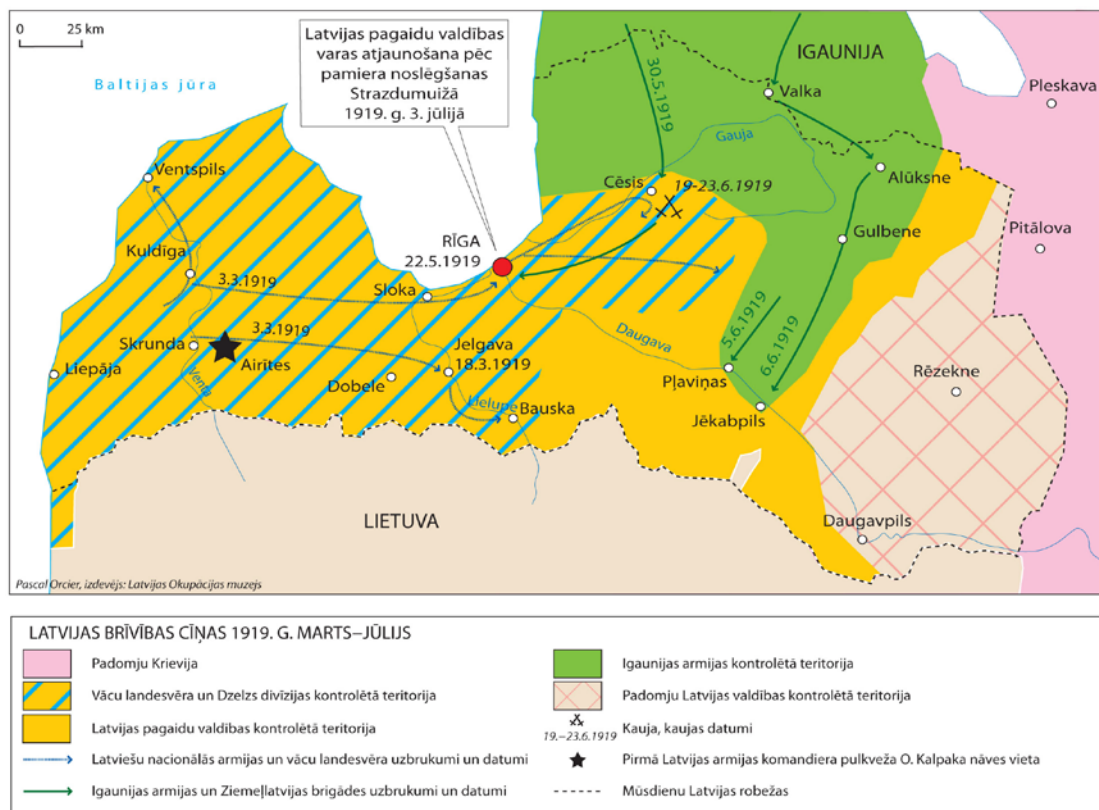 0 25 km
Latvijas pagaidu valdības
varas atjaunošana pēc
pamiera noslēgšanas
Strazdumuižā
1919. g. 3. jūlijā
IGAUNIJA
Baltijas jūra
30.5.1919
Valka
Pleskava
Gauja
Ventspils
Cēsis
19-23.6.1919
Alūksne
Kuldīga
RĪGA
22.5.1919
Gulbene
Pitālova
3.3.1919
Sloka
Skrunda
3.3.1919
Airītes
Jelgava
18.3.1919
Daugava
5.6.1919
6.6.1919
Liepāja
Venta
Dobele
Pļaviņas
Rēzekne
Lielupe
Bauska
Jēkabpils
LIETUVA
Daugavpils
Pascal Orcier, izdevējs: Latvijas Okupācijas muzejs
LATVIJAS BRĪVĪBAS CĪŅAS 1919. G. MARTS–JŪLIJS
Padomju Krievija
Vācu landesvēra un Dzelzs divīzijas kontrolētā teritorija
Latvijas pagaidu valdības kontrolētā teritorija
Latviešu nacionālās armijas un vācu landesvēra uzbrukumi un datumi
Igaunijas armijas un Ziemeļlatvijas brigādes uzbrukumi un datumi
Igaunijas armijas kontrolētā teritorija
Padomju Latvijas valdības kontrolētā teritorija
Kauja, kaujas datumi
19.–23.6.1919
Pirmā Latvijas armijas komandiera pulkveža O. Kalpaka nāves vieta
Mūsdienu Latvijas robežas